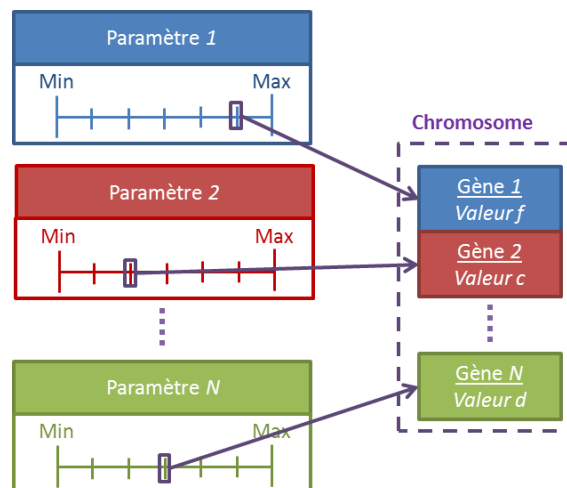 Paramètre 1
Min Max
Chromosome
Gène 1
Valeur f
Paramètre 2
Min Max
Gène 2
Valeur c
Paramètre N
Min Max
Gène N
Valeur d